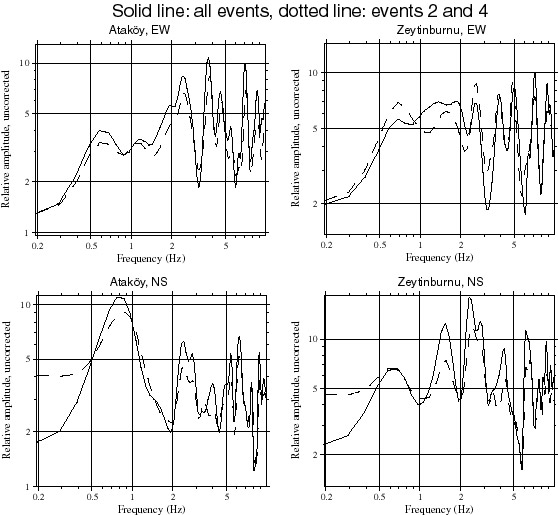 Solid line: all events, dotted line: events 2 and 4
Ataköy, EW
Relative amplitude, uncorrected
10
5
2
1
0.2 0.5 1 2 5
Frequency (Hz)
Zeytinburnu, EW
Relative amplitude, uncorrected
10
5
2
0.2 0.5 1 2 5
Frequency (Hz)
Ataköy, NS
Relative amplitude, uncorrected
10
5
2
1
0.2 0.5 1 2 5
Frequency (Hz)
Zeytinburnu, NS
Relative amplitude, uncorrected
10
5
2
0.2 0.5 1 2 5
Frequency (Hz)